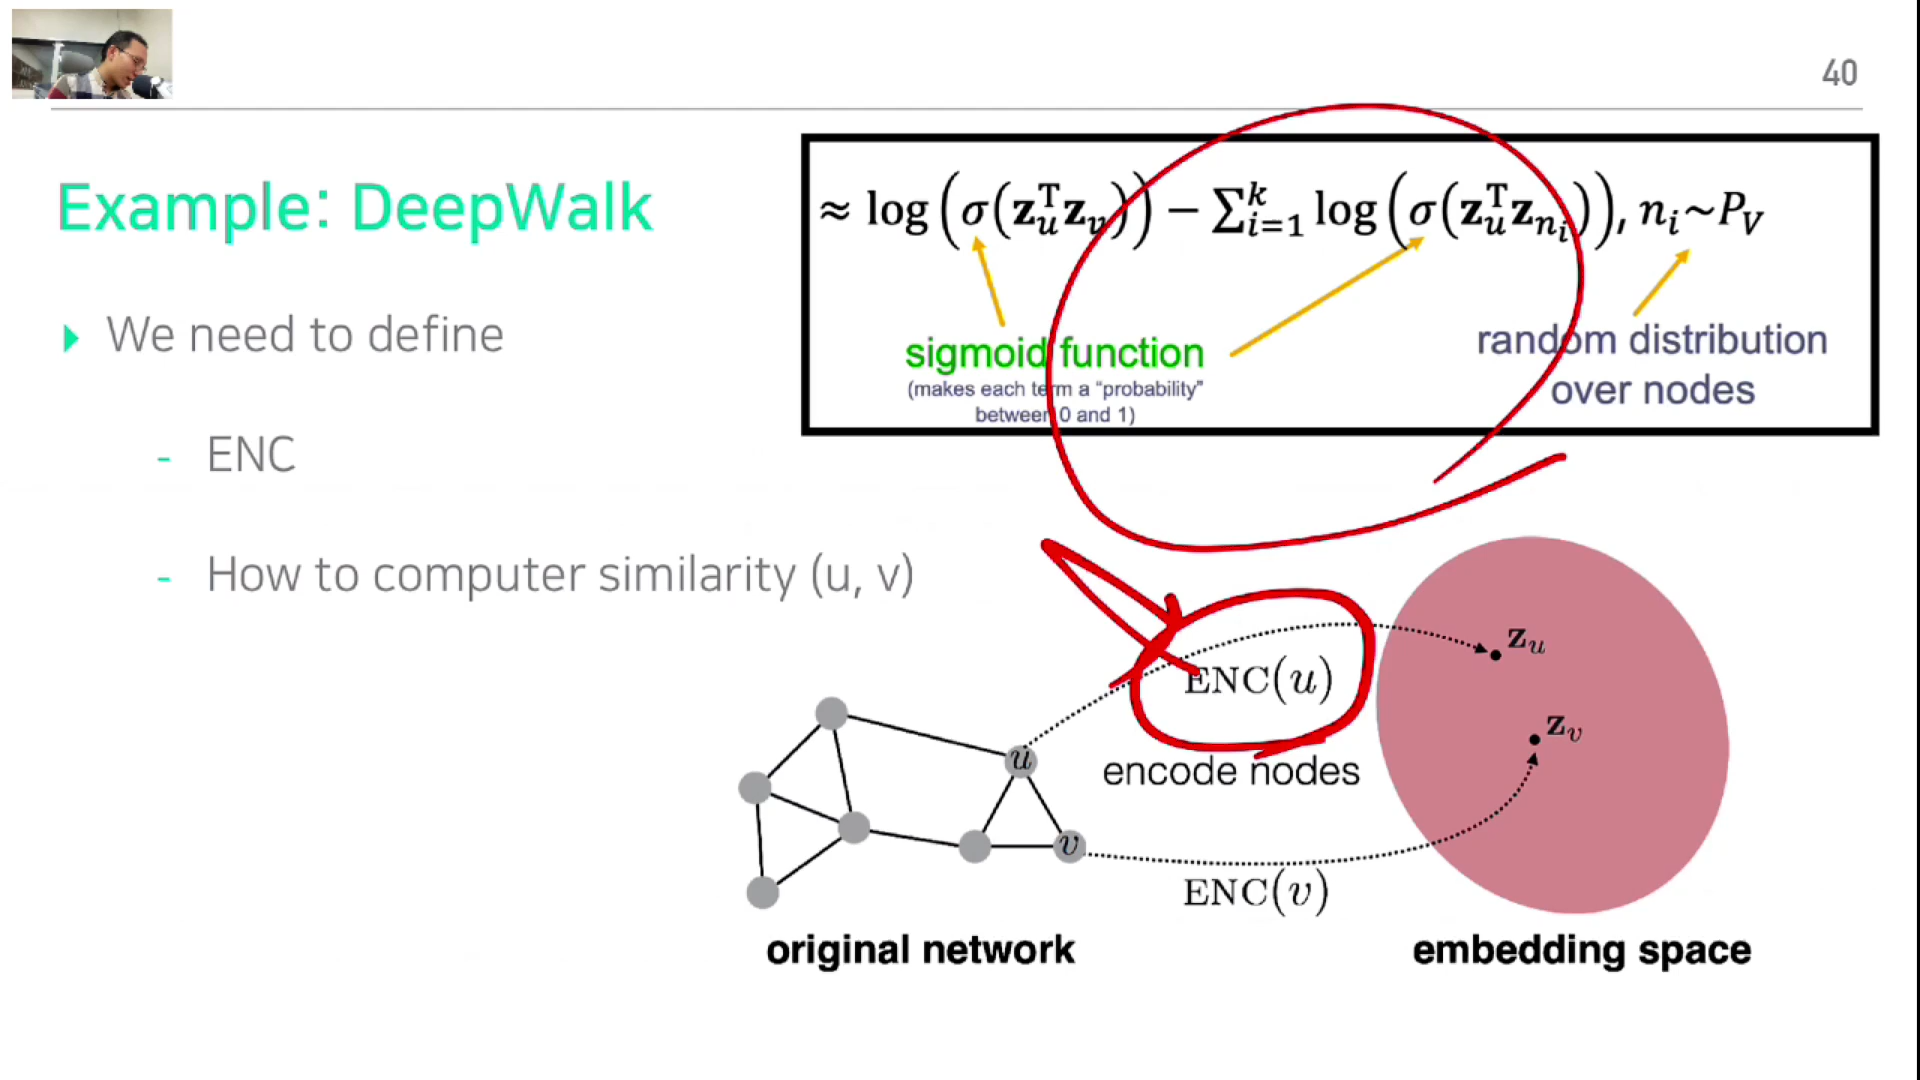 40
Example: DeepWalk
≈ log(σ(z_u^T z_v)) − ∑_{i=1}^{k} log(σ(z_u^T z_{n_i})), n_i~P_V
sigmoid function
(makes each term a “probability”
between 0 and 1)
random distribution
over nodes
We need to define
- ENC
- How to computer similarity (u, v)
z_u
ENC(u)
z_v
u
encode nodes
v
ENC(v)
original network
embedding space